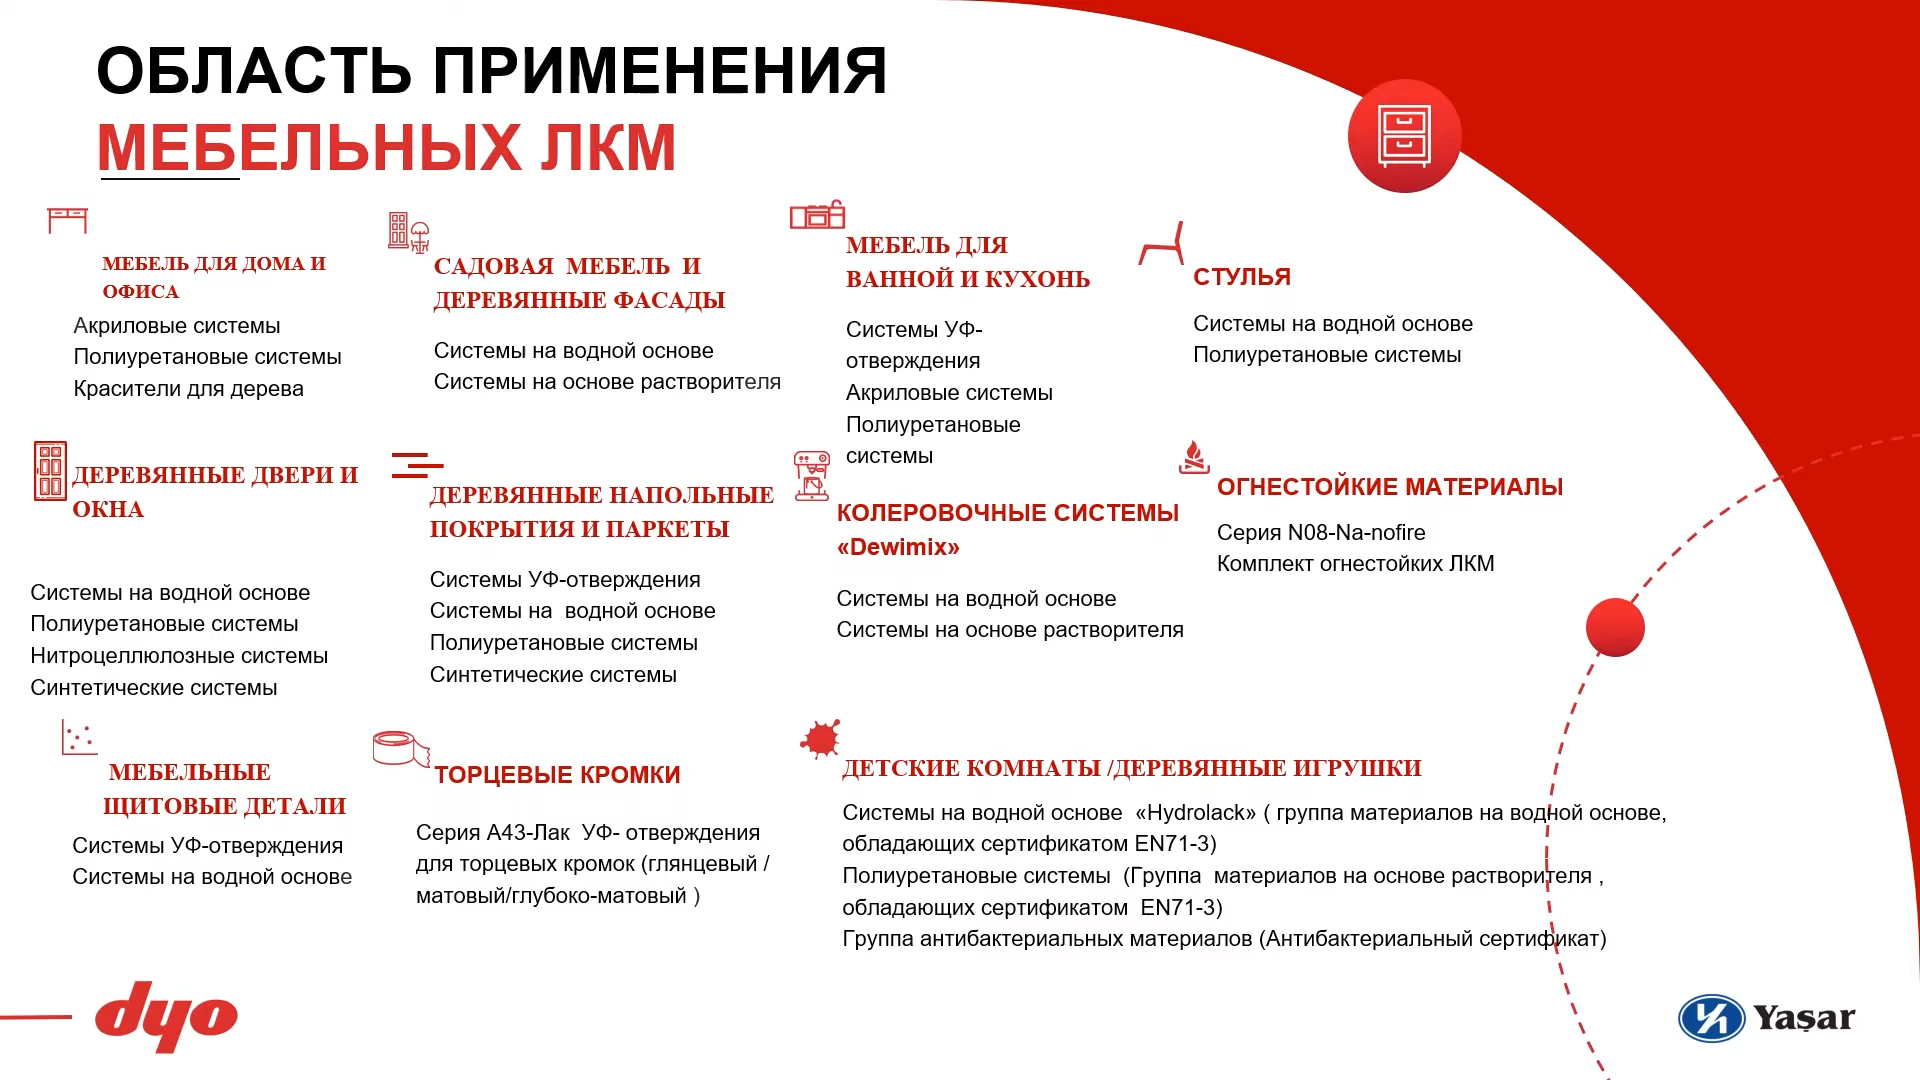 ОБЛАСТЬ ПРИМЕНЕНИЯ
МЕБЕЛЬНЫХ ЛКМ
МЕБЕЛЬ ДЛЯ ДОМА И
ОФИСА
Акриловые системы
Полиуретановые системы
Красители для дерева
САДОВАЯ МЕБЕЛЬ И
ДЕРЕВЯННЫЕ ФАСАДЫ
Системы на водной основе
Системы на основе растворителя
МЕБЕЛЬ ДЛЯ
ВАННОЙ И КУХОНЬ
Системы УФ-
отверждения
Акриловые системы
Полиуретановые
системы
СТУЛЬЯ
Системы на водной основе
Полиуретановые системы
ДЕРЕВЯННЫЕ ДВЕРИ И
ОКНА
Системы на водной основе
Полиуретановые системы
Нитроцеллюлозные системы
Синтетические системы
ДЕРЕВЯННЫЕ НАПОЛЬНЫЕ
ПОКРЫТИЯ И ПАРКЕТЫ
Системы УФ-отверждения
Системы на водной основе
Полиуретановые системы
Синтетические системы
КОЛЕРОВОЧНЫЕ СИСТЕМЫ
«Dewimix»
Системы на водной основе
Системы на основе растворителя
ОГНЕСТОЙКИЕ МАТЕРИАЛЫ
Серия N08-Na-nofire
Комплект огнестойких ЛКМ
МЕБЕЛЬНЫЕ
ЩИТОВЫЕ ДЕТАЛИ
Системы УФ-отверждения
Системы на водной основе
ТОРЦЕВЫЕ КРОМКИ
Серия А43-Лак УФ- отверждения
для торцевых кромок (глянцевый /
матовый/глубоко-матовый )
ДЕТСКИЕ КОМНАТЫ /ДЕРЕВЯННЫЕ ИГРУШКИ
Системы на водной основе «Hydrolack» ( группа материалов на водной основе,
обладающих сертификатом EN71-3)
Полиуретановые системы (Группа материалов на основе растворителя ,
обладающих сертификатом EN71-3)
Группа антибактериальных материалов (Антибактериальный сертификат)
dyo
Yaşar